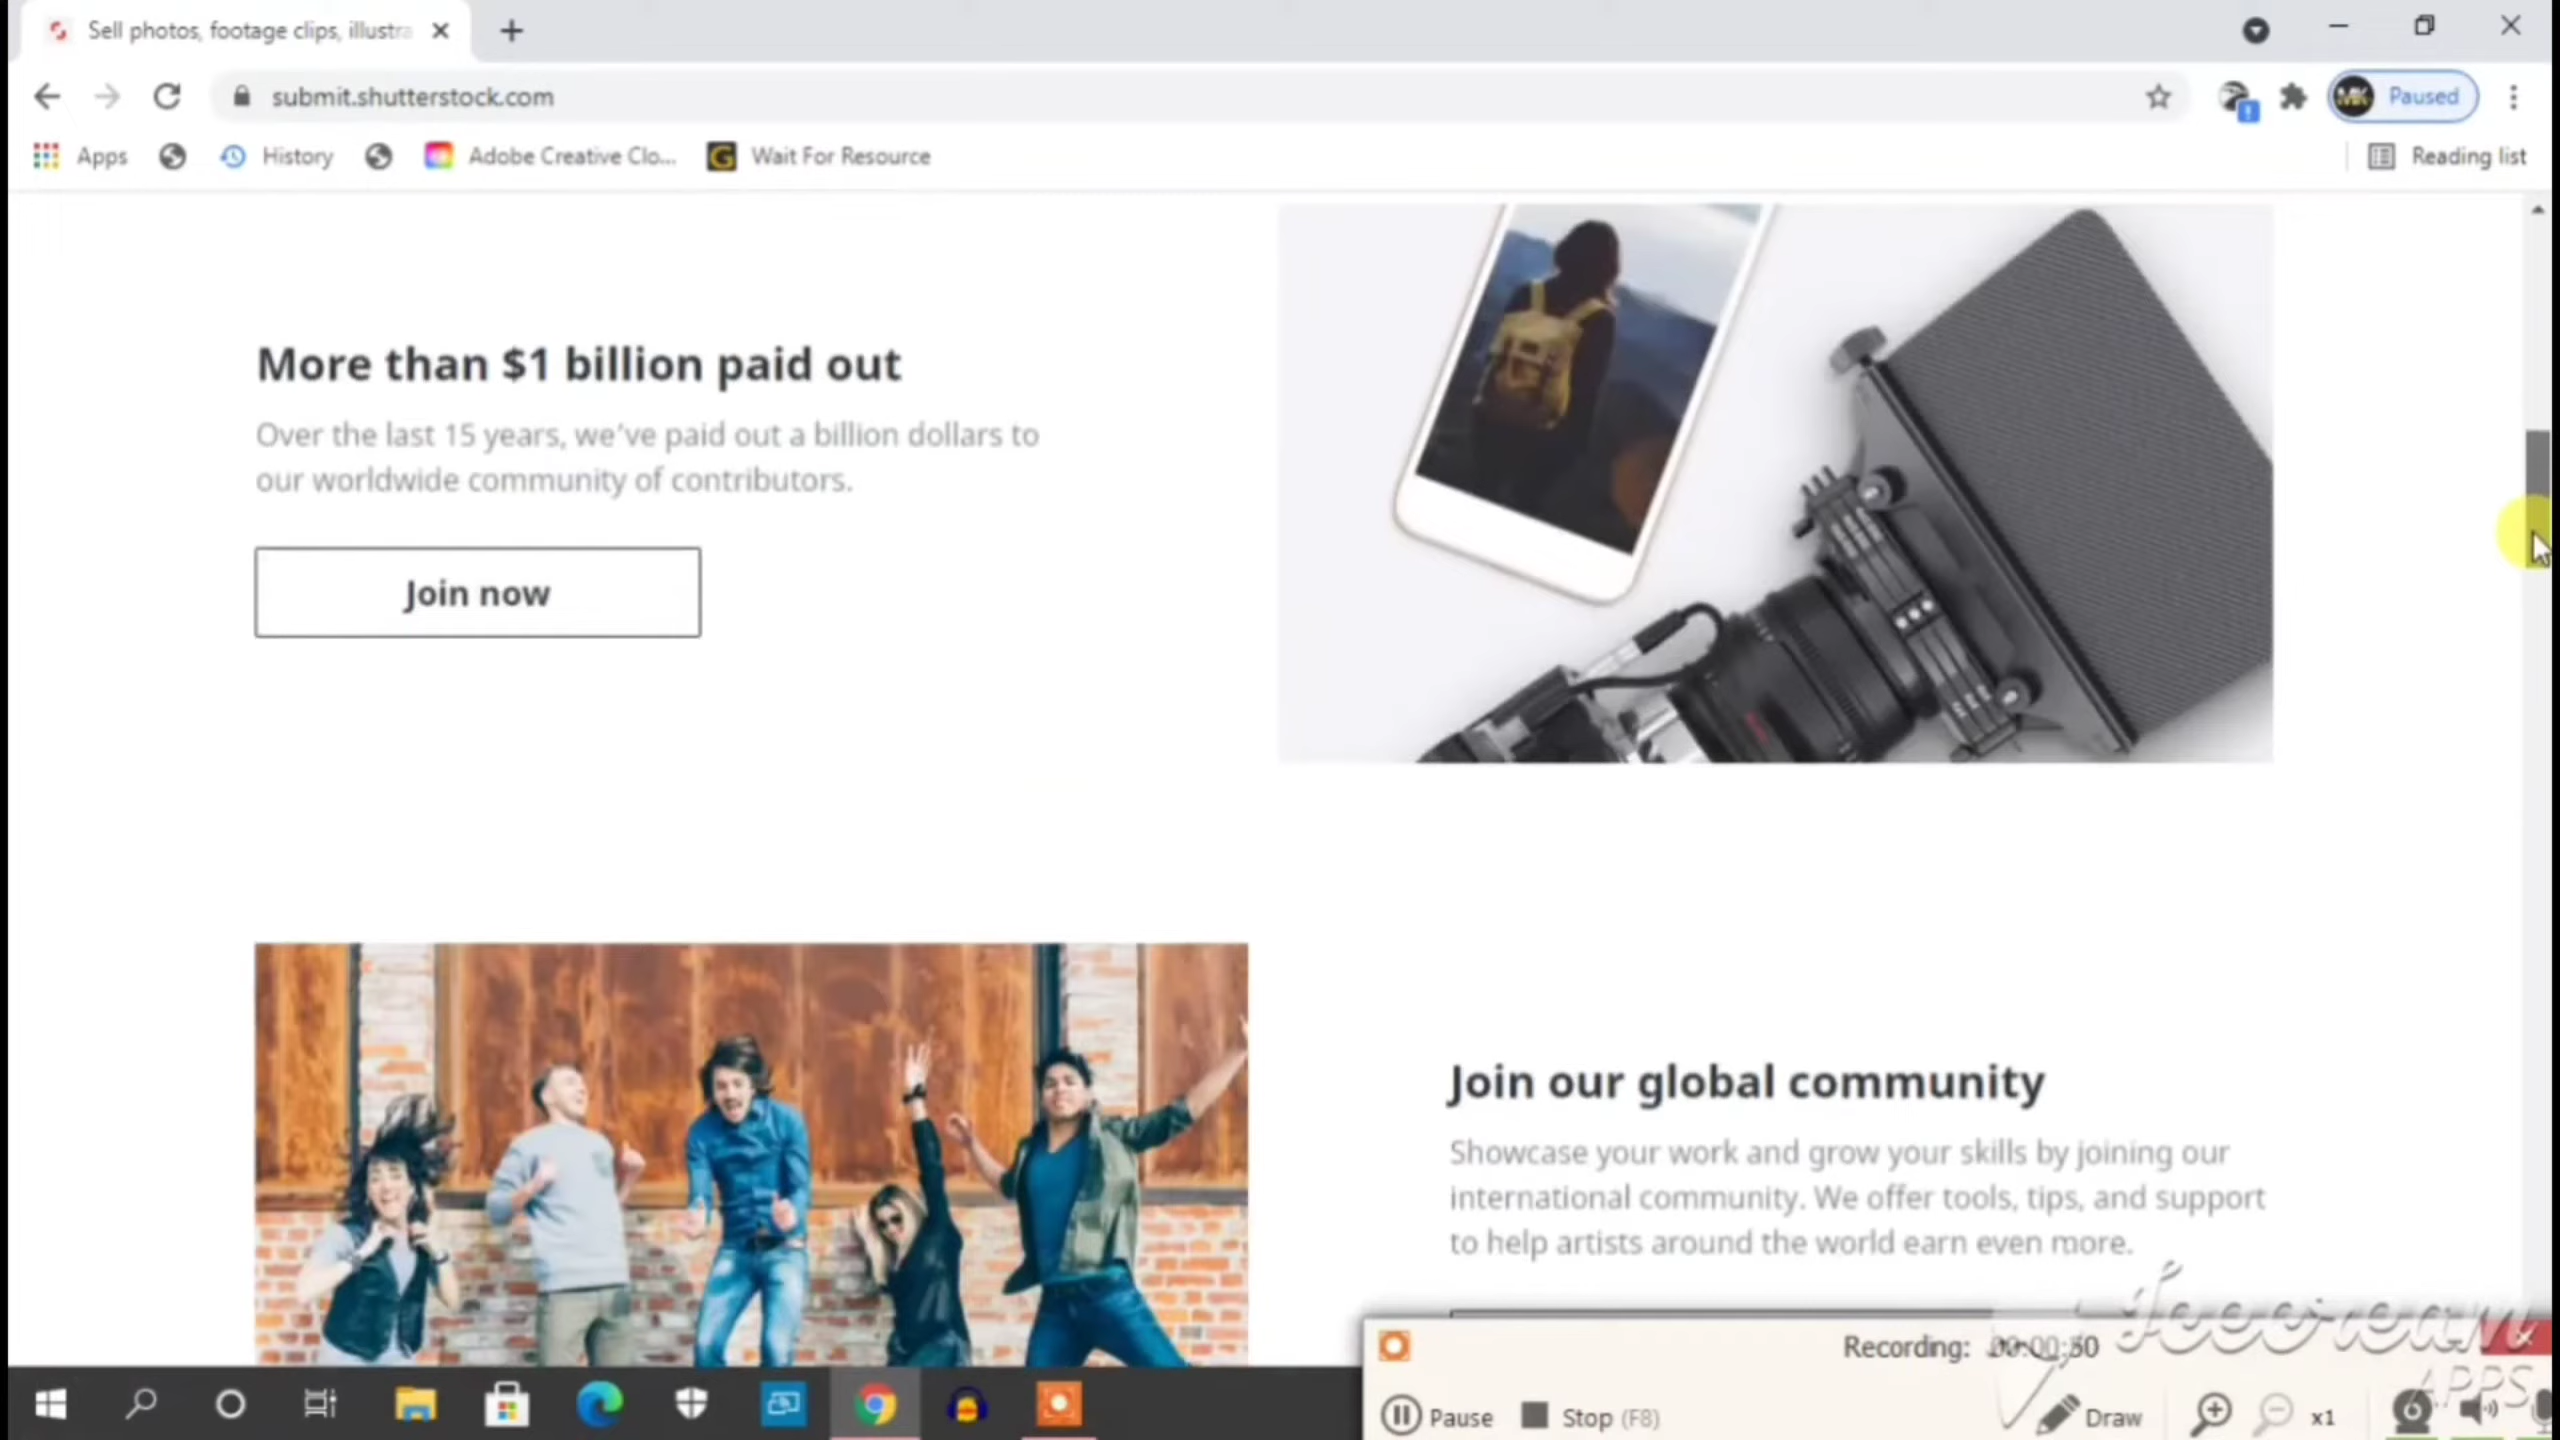 Sell photos, footage clips, illustra
submit.shutterstock.com
Paused
Apps
History
Adobe Creative Clo...
Wait For Resource
Reading list
More than $1 billion paid out
Over the last 15 years, we've paid out a billion dollars to
our worldwide community of contributors.
Join now
Join our global community
Showcase your work and grow your skills by joining our
international community. We offer tools, tips, and support
to help artists around the world earn even more.
Icecream
APPS
Recording:
Pause
Stop (F8)
Draw
x1